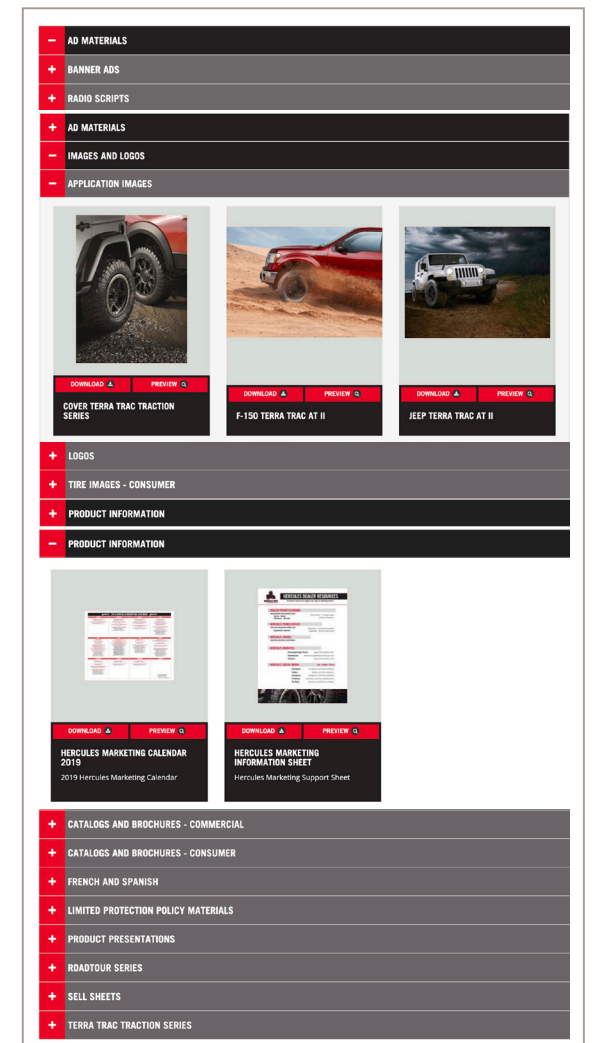 AD MATERIALS
BANNER ADS
RADIO SCRIPTS
AD MATERIALS
IMAGES AND LOGOS
APPLICATION IMAGES
DOWNLOAD PREVIEW
COVER TERRA TRAC TRACTION
SERIES
DOWNLOAD PREVIEW
F-150 TERRA TRAC AT II
DOWNLOAD PREVIEW
JEEP TERRA TRAC AT II
LOGOS
TIRE IMAGES - CONSUMER
PRODUCT INFORMATION
PRODUCT INFORMATION
HERCULES DEALER RESOURCES
DOWNLOAD PREVIEW
HERCULES MARKETING CALENDAR
2019
2019 Hercules Marketing Calendar
DOWNLOAD PREVIEW
HERCULES MARKETING
INFORMATION SHEET
Hercules Marketing Support Sheet
CATALOGS AND BROCHURES - COMMERCIAL
CATALOGS AND BROCHURES - CONSUMER
FRENCH AND SPANISH
LIMITED PROTECTION POLICY MATERIALS
PRODUCT PRESENTATIONS
ROADTOUR SERIES
SELL SHEETS
TERRA TRAC TRACTION SERIES